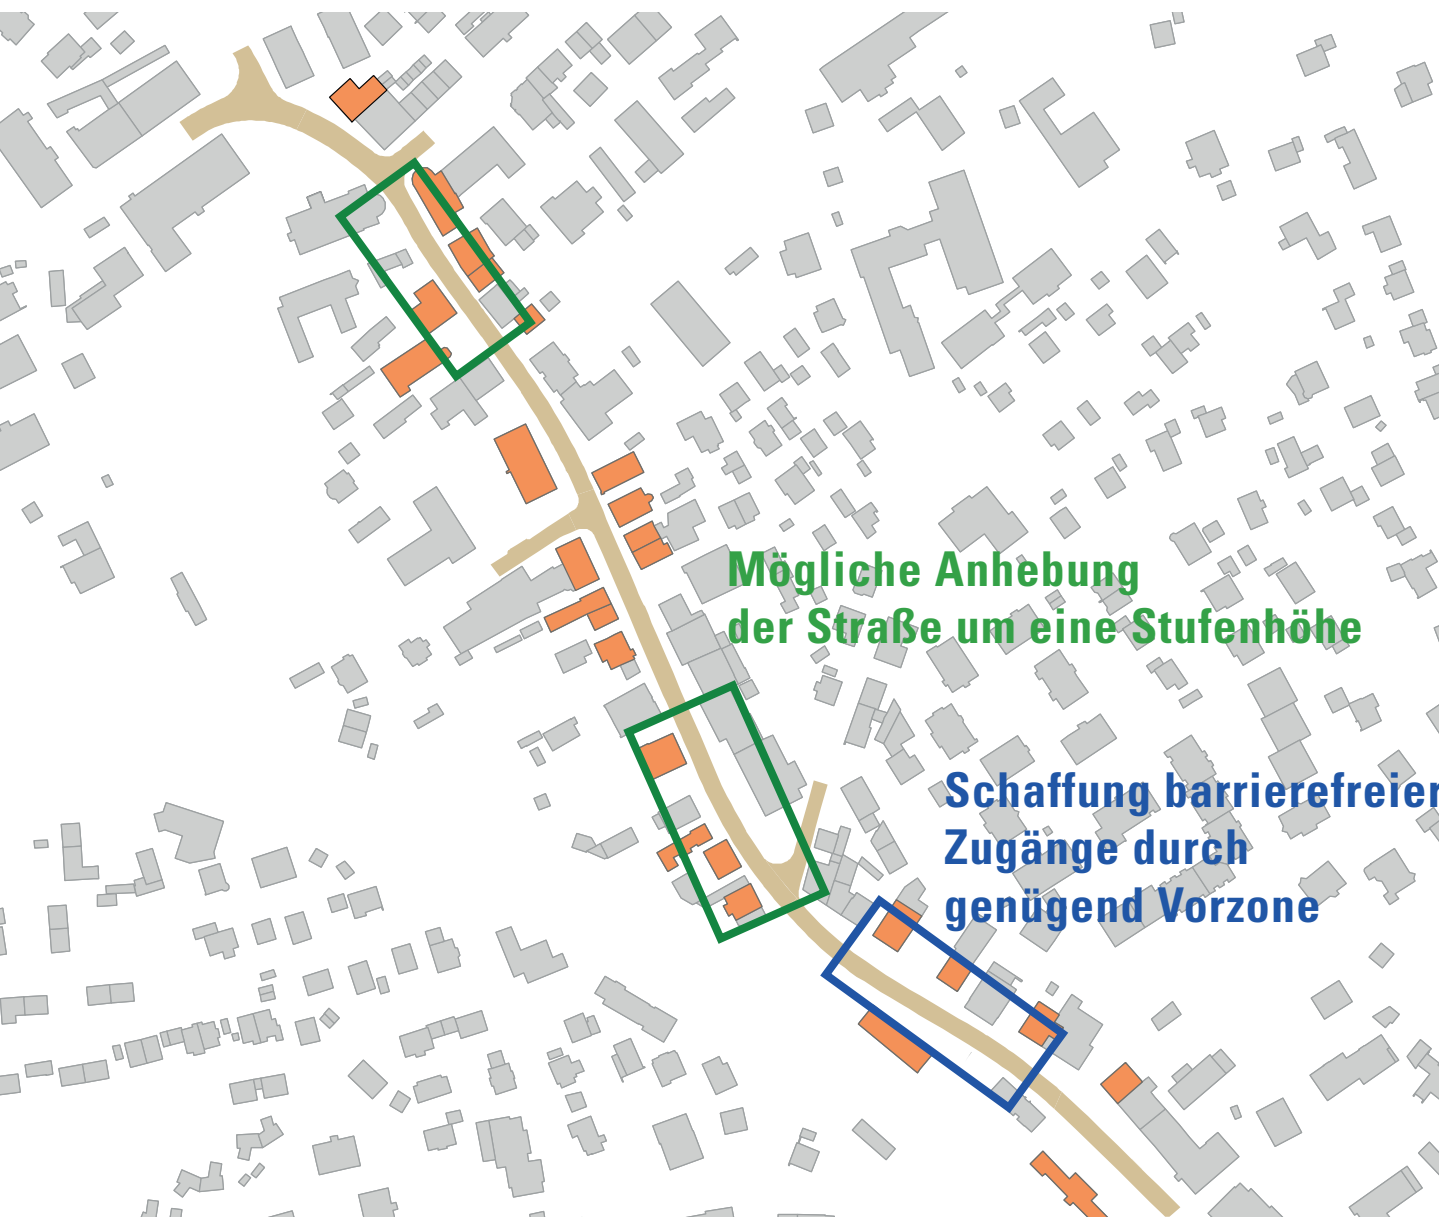 Mögliche Anhebung
der Straße um eine Stufenhöhe
Schaffung barrierefreier
Zugänge durch
genügend Vorzone